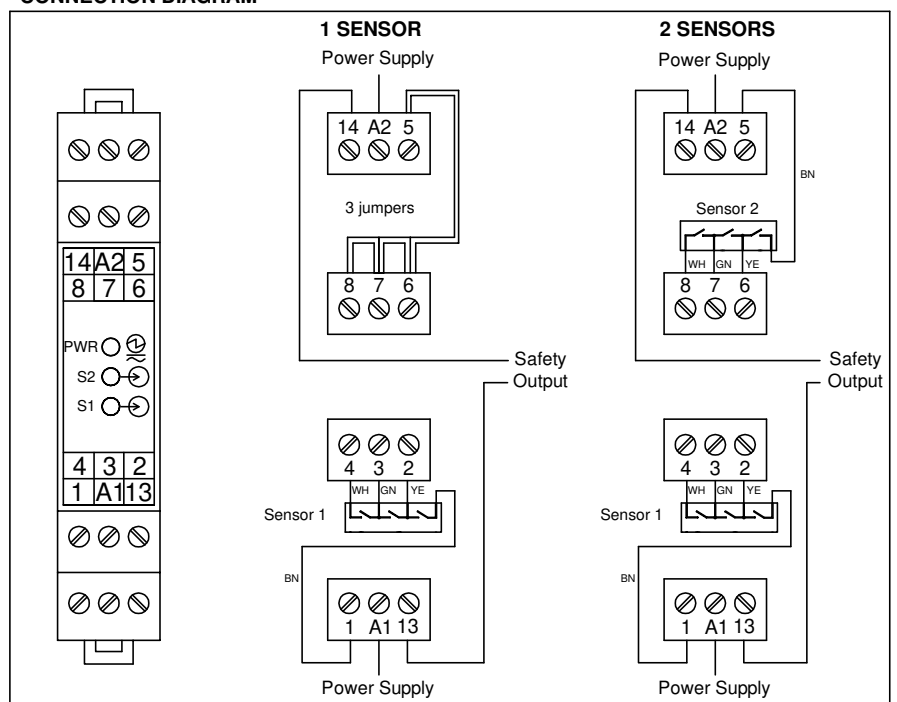 CONNECTION DIAGRAM
1 SENSOR
Power Supply
14 A2 5
3 jumpers
8 7 6
Safety
Output
4 3 2
WH GN YE
Sensor 1
BN
1 A1 13
Power Supply
2 SENSORS
Power Supply
14 A2 5
BN
Sensor 2
WH GN YE
8 7 6
Safety
Output
4 3 2
WH GN YE
Sensor 1
BN
1 A1 13
Power Supply
14 A2 5
8 7 6
PWR
S2
S1
4 3 2
1 A1 13